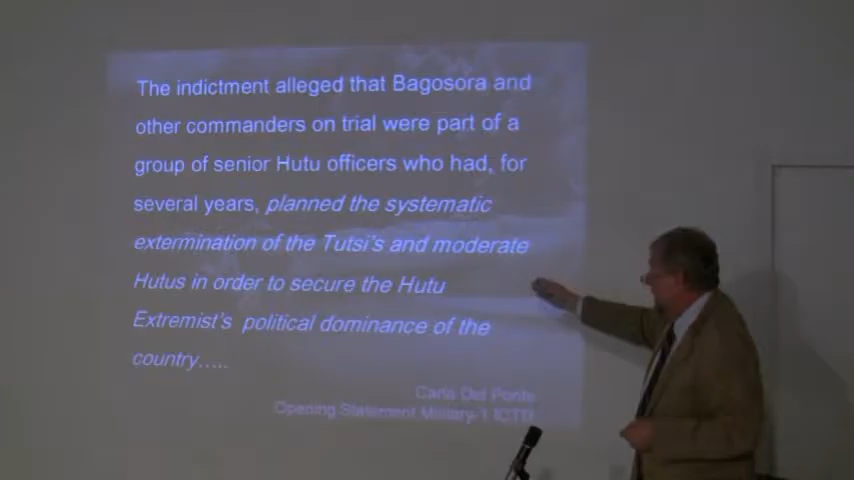 The indictment alleged that Bagosora and
other commanders on trial were part of a
group of senior Hutu officers who had, for
several years, planned the systematic
extermination of the Tutsi's and moderate
Hutus in order to secure the Hutu
Extremist's political dominance of the
country.....
Carla Del Ponte
Opening Statement Military-1 ICTR